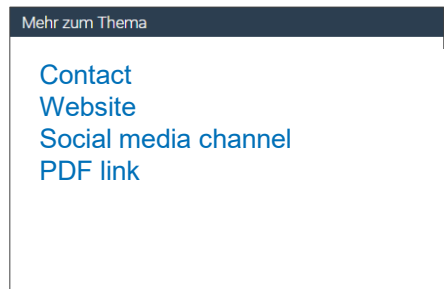 Mehr zum Thema
Contact
Website
Social media channel
PDF link